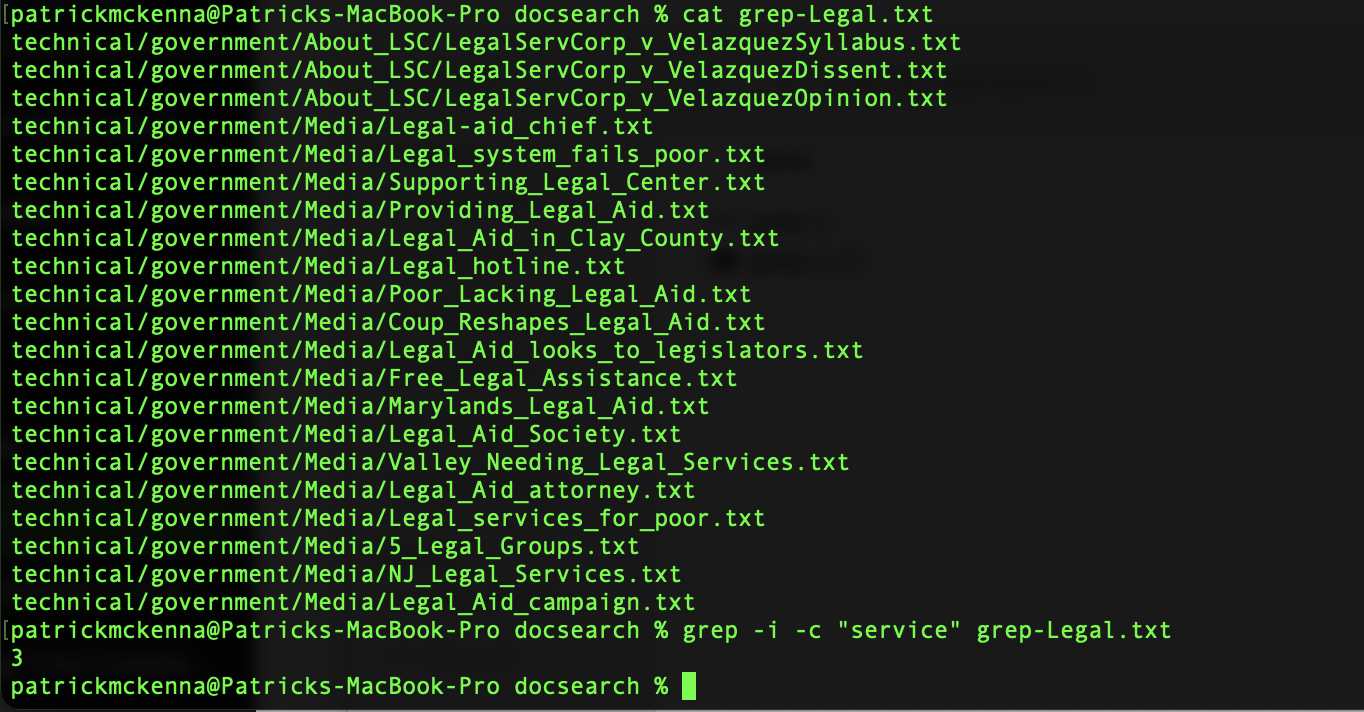 [patrickmckenna@Patricks-MacBook-Pro docsearch % cat grep-Legal.txt
technical/government/About_LSC/LegalServCorp_v_VelazquezSyllabus.txt
technical/government/About_LSC/LegalServCorp_v_VelazquezDissent.txt
technical/government/About_LSC/LegalServCorp_v_VelazquezOpinion.txt
technical/government/Media/Legal-aid_chief.txt
technical/government/Media/Legal_system_fails_poor.txt
technical/government/Media/Supporting_Legal_Center.txt
technical/government/Media/Providing_Legal_Aid.txt
technical/government/Media/Legal_Aid_in_Clay_County.txt
technical/government/Media/Legal_hotline.txt
technical/government/Media/Poor_Lacking_Legal_Aid.txt
technical/government/Media/Coup_Reshapes_Legal_Aid.txt
technical/government/Media/Legal_Aid_looks_to_legislators.txt
technical/government/Media/Free_Legal_Assistance.txt
technical/government/Media/Marylands_Legal_Aid.txt
technical/government/Media/Legal_Aid_Society.txt
technical/government/Media/Valley_Needing_Legal_Services.txt
technical/government/Media/Legal_Aid_attorney.txt
technical/government/Media/Legal_services_for_poor.txt
technical/government/Media/5_Legal_Groups.txt
technical/government/Media/NJ_Legal_Services.txt
technical/government/Media/Legal_Aid_campaign.txt
[patrickmckenna@Patricks-MacBook-Pro docsearch % grep -i -c "service" grep-Legal.txt
3
patrickmckenna@Patricks-MacBook-Pro docsearch %